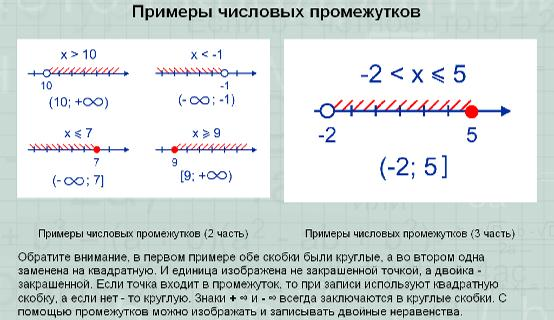 Примеры числовых промежутков
x > 10
x < -1
10
-1
(10; +∞)
(- ∞; -1)
x ⩽ 7
x ⩾ 9
7
9
(- ∞; 7]
[9; +∞)
-2 < x ⩽ 5
-2
5
(-2; 5]
Примеры числовых промежутков (2 часть)
Примеры числовых промежутков (3 часть)
Обратите внимание, в первом примере обе скобки были круглые, а во втором одна
заменена на квадратную. И единица изображена не закрашенной точкой, а двойка -
закрашенной. Если точка входит в промежуток, то при записи используют квадратную
скобку, а если нет - то круглую. Знаки + ∞ и - ∞ всегда заключаются в круглые скобки. С
помощью промежутков можно изображать и записывать двойные неравенства.